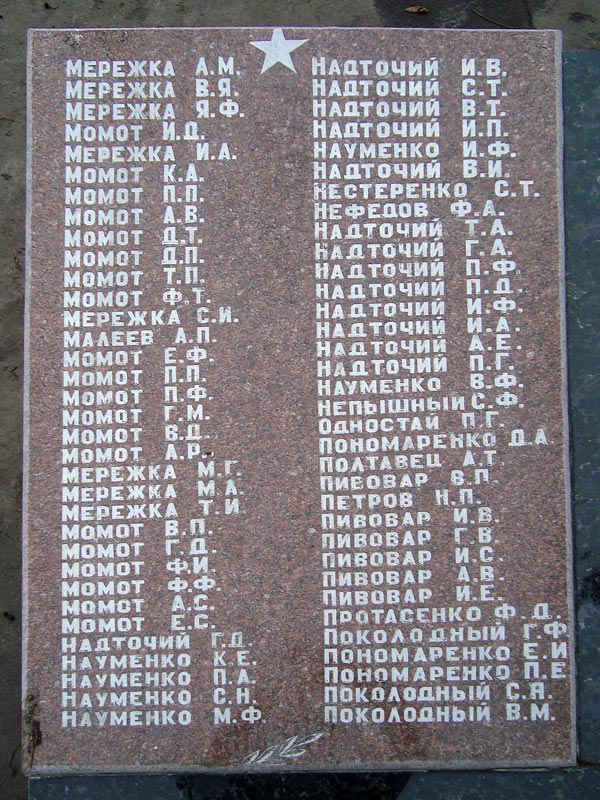 Мережка А.М.
Мережка В.Я.
Мережка Я.Ф.
Момот И.Д.
Мережка И.А.
Момот К.А.
Момот П.П.
Момот А.В.
Момот Д.Т.
Момот Д.П.
Момот Т.П.
Момот Ф.Т.
Мережка С.И.
Малеев А.П.
Момот Е.Ф.
Момот П.П.
Момот П.Ф.
Момот Г.М.
Момот В.Д.
Момот А.Р.
Мережка М.Г.
Мережка М.А.
Мережка Т.И.
Момот В.П.
Момот Г.Д.
Момот Ф.И.
Момот Ф.Ф.
Момот А.С.
Момот Е.С.
Надточий Г.Д.
Науменко К.Е.
Науменко П.А.
Науменко С.Н.
Науменко М.Ф.
Надточий И.В.
Надточий С.Т.
Надточий В.Т.
Надточий И.П.
Науменко И.Ф.
Надточий В.И.
Нестеренко С.Т.
Нефедов Ф.А.
Надточий Т.А.
Надточий Г.А.
Надточий П.Ф.
Надточий П.Д.
Надточий И.Ф.
Надточий И.А.
Надточий А.Е.
Надточий П.Г.
Науменко В.Ф.
Непышный С.Ф.
Одностай П.Г.
Пономаренко Д.А.
Полтавец А.Т.
Пивовар В.П.
Петров Н.П.
Пивовар И.В.
Пивовар Г.В.
Пивовар И.С.
Пивовар А.В.
Пивовар И.Е.
Протасенко Ф.Д.
Поколодный Г.Ф.
Пономаренко Е.И.
Пономаренко П.Е.
Поколодный С.Я.
Поколодный В.М.